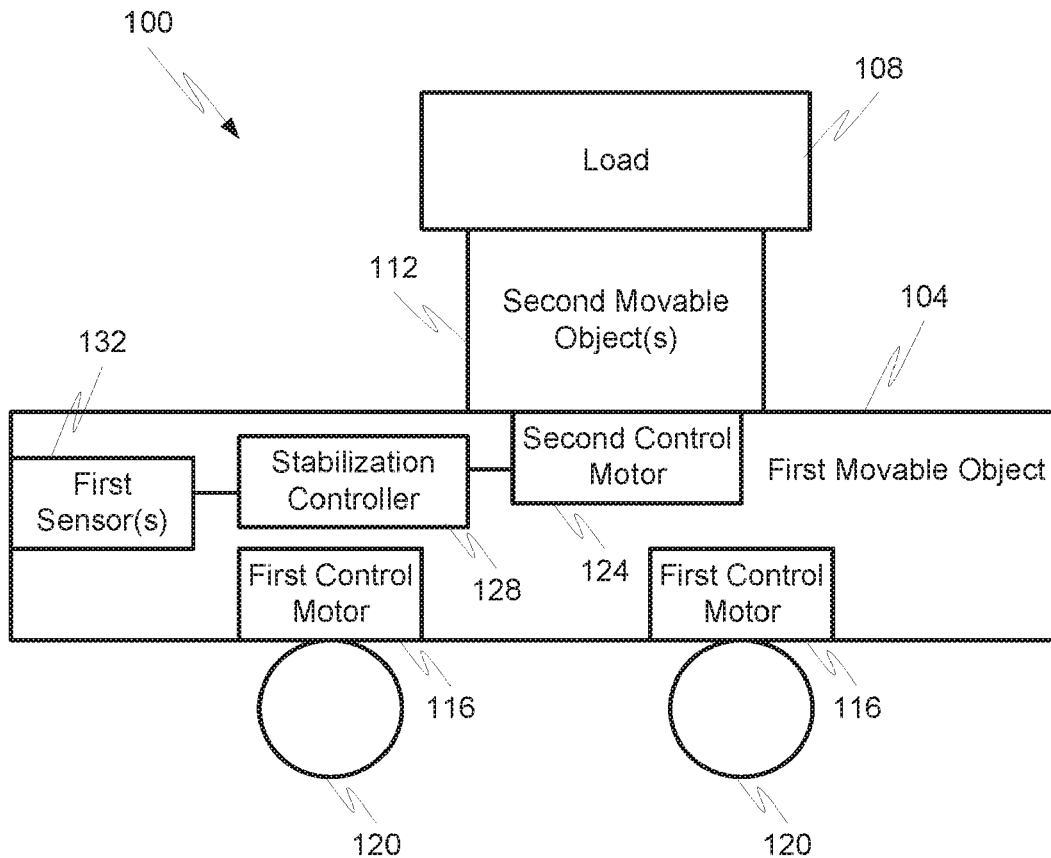 100
108
Load
112
Second Movable
Object(s)
104
132
Second Control
Motor
First Movable Object
Stabilization
Controller
First
Sensor(s)
124
128
First Control
Motor
First Control
Motor
116
116
120
120